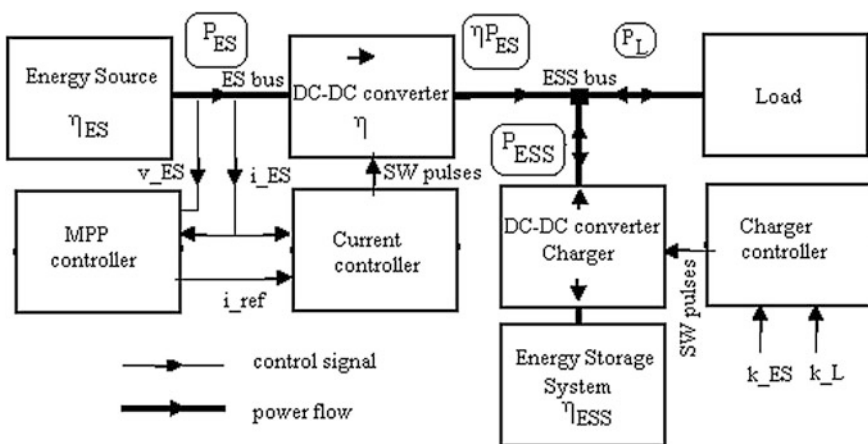 P_ES
ηP_ES
P_L
Energy Source
η_ES
ES bus
DC-DC converter
η
ESS bus
Load
P_ESS
v_ES
i_ES
SW pulses
MPP
controller
Current
controller
i_ref
DC-DC converter
Charger
Charger
controller
SW pulses
Energy Storage
System
η_ESS
k_ES
k_L
control signal
power flow